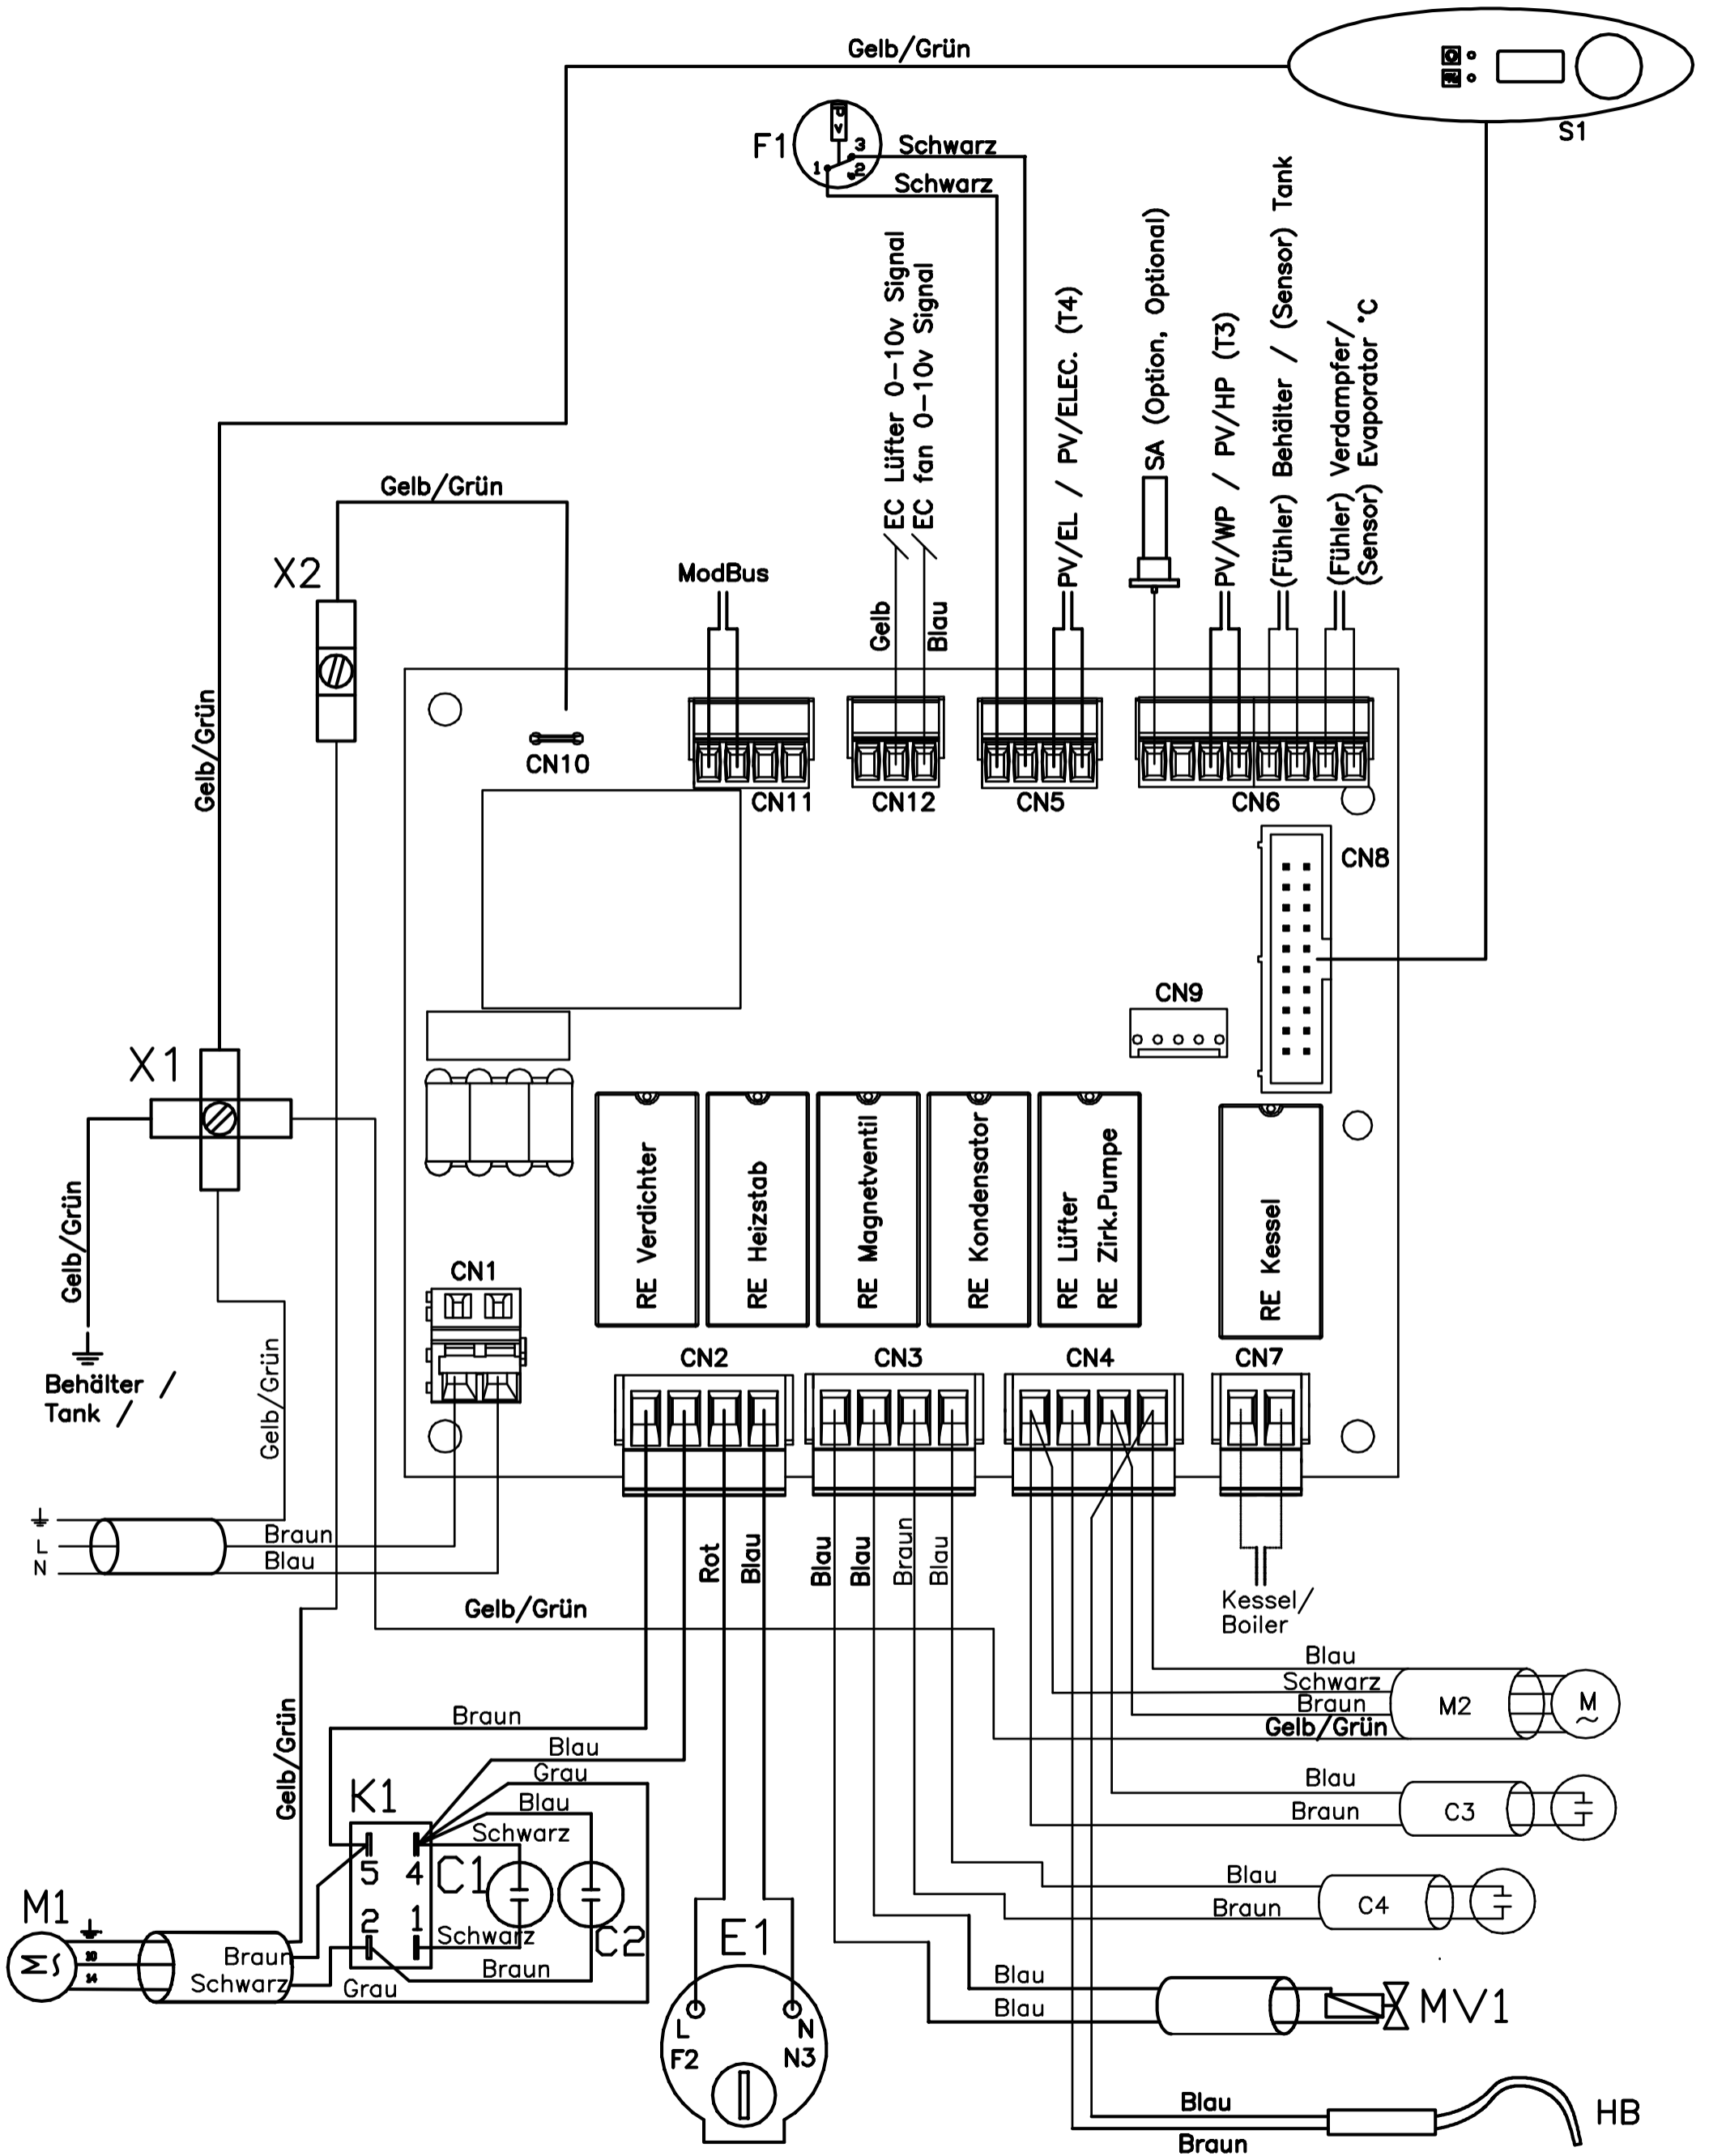 Gelb/Grün
S1
F1
P
V
3
1
2
Schwarz
Schwarz
EC Lüfter 0-10v Signal
EC fan 0-10v Signal
PV/EL / PV/ELEC. (T4)
SA (Option, Optional)
PV/WP / PV/HP (T3)
(Fühler) Behälter / (Sensor) Tank
(Fühler) Verdampfer/
(Sensor) Evaporator °C
Gelb/Grün
X2
ModBus
Gelb
Blau
Gelb/Grün
CN10
CN11
CN12
CN5
CN6
CN8
CN9
X1
Gelb/Grün
RE Verdichter
RE Heizstab
RE Magnetventil
RE Kondensator
RE Lüfter
RE Zirk.Pumpe
RE Kessel
CN1
CN2
CN3
CN4
CN7
Behälter /
Tank /
Gelb/Grün
L
N
Braun
Blau
Rot
Blau
Blau
Blau
Braun
Blau
Kessel/
Boiler
Gelb/Grün
Blau
Schwarz
Braun
Gelb/Grün
M2
M
~
Gelb/Grün
Braun
Blau
Grau
Blau
Schwarz
K1
5
4
2
1
C1
C2
Schwarz
Braun
Blau
Braun
C3
Blau
Braun
C4
M1
M
10
14
Braun
Schwarz
Grau
E1
L
F2
N
N3
Blau
Blau
MV1
Blau
Braun
HB